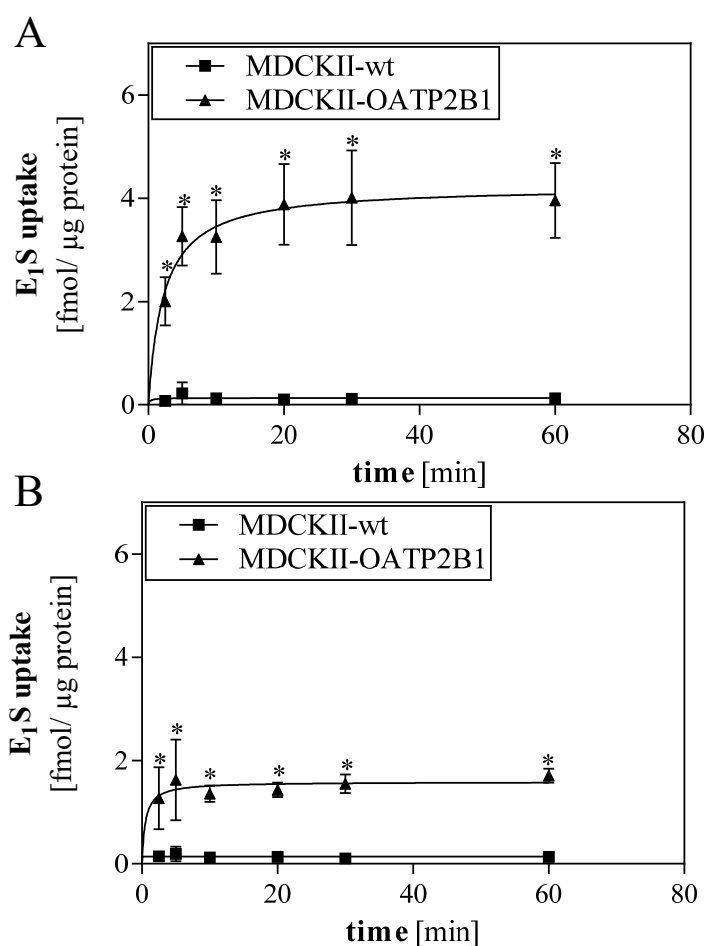 A
MDCKII-wt
MDCKII-OATP2B1
6
4
2
0
E₁S uptake
[fmol/ µg protein]
*
*
*
*
*
*
0
20
40
60
80
time [min]
B
MDCKII-wt
MDCKII-OATP2B1
6
4
2
0
E₁S uptake
[fmol/ µg protein]
*
*
*
*
*
*
0
20
40
60
80
time [min]